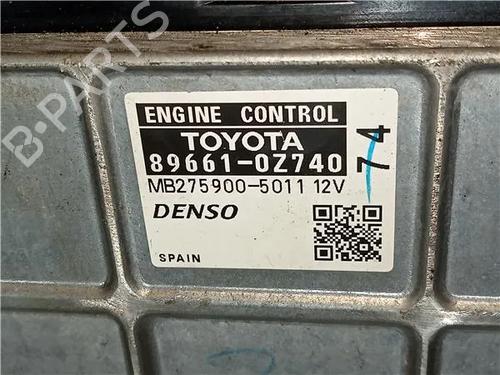 B-PARTS
ENGINE CONTROL
TOYOTA
89661-0Z740
MB275900-5011 12V
74
DENSO
SPAIN